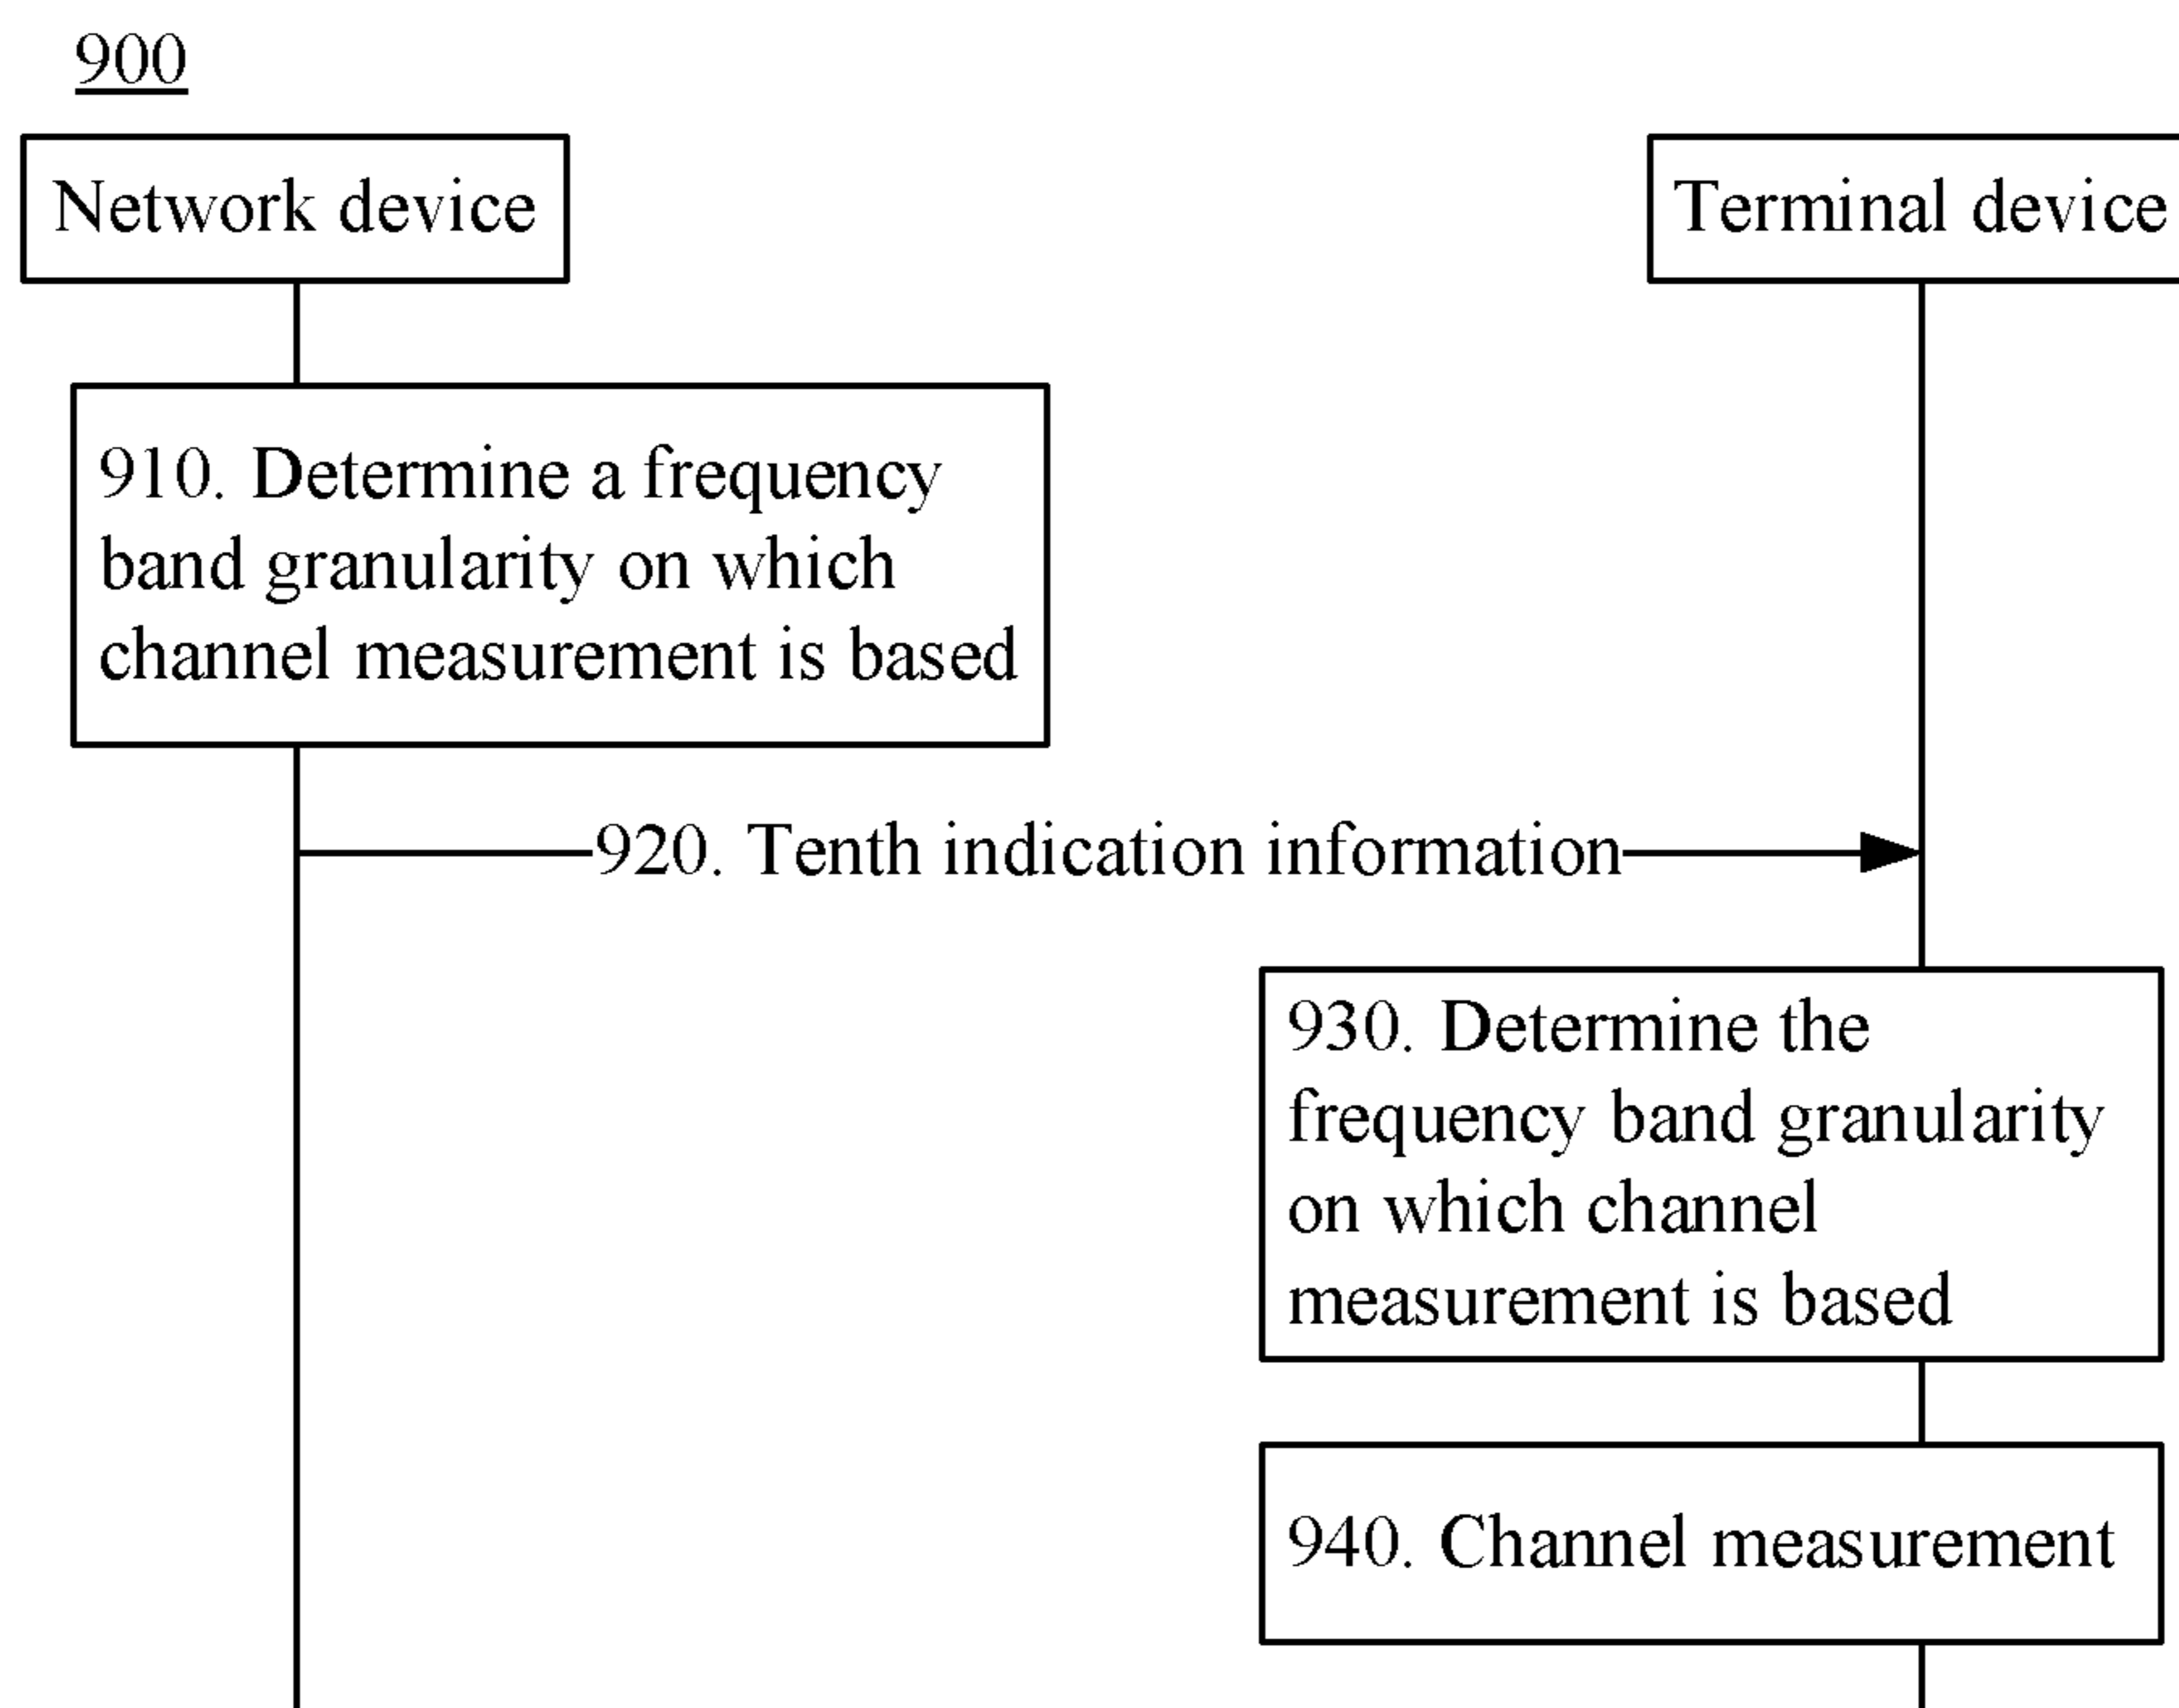 900
Network device
Terminal device
910. Determine a frequency
band granularity on which
channel measurement is based
920. Tenth indication information
930. Determine the
frequency band granularity
on which channel
measurement is based
940. Channel measurement